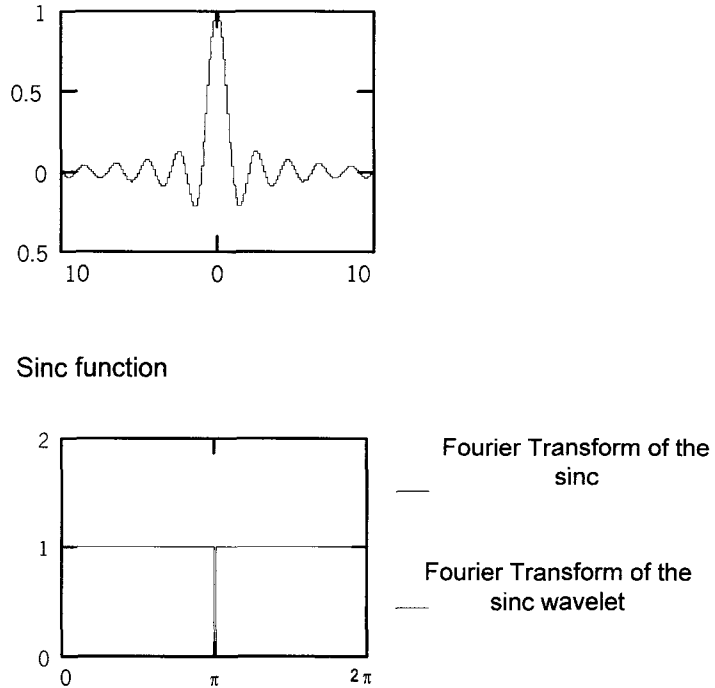 1
0.5
0
0.5
10 0 10
Sinc function
2
1
0
0 π 2π
Fourier Transform of the
sinc
Fourier Transform of the
sinc wavelet